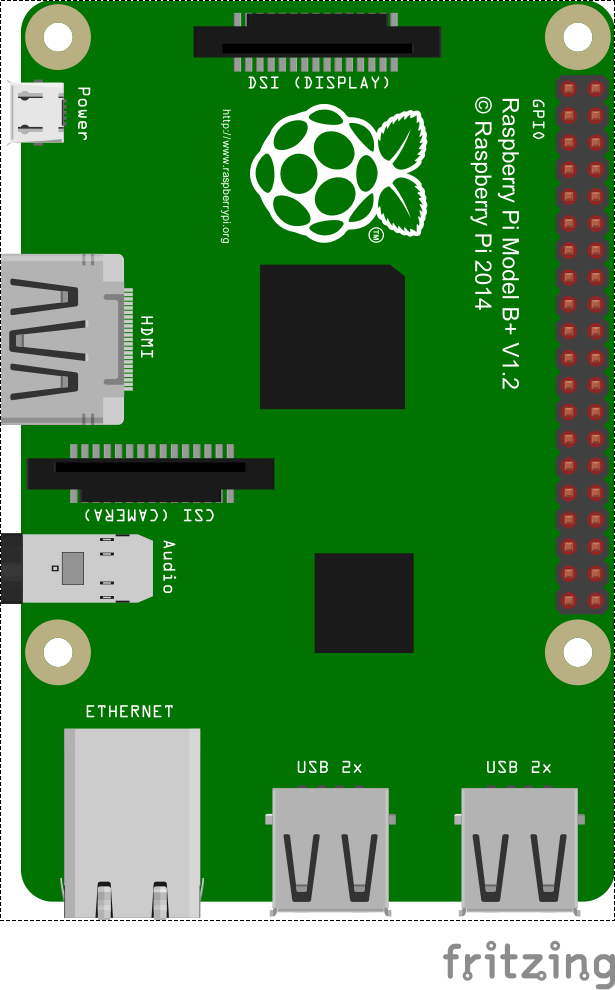 DSI (DISPLAY)
Power
http://www.raspberrypi.org
TM
GPIO
Raspberry Pi Model B+ V1.2
© Raspberry Pi 2014
HDMI
CSI (CAMERA)
Audio
ETHERNET
USB 2x
USB 2x
fritzing